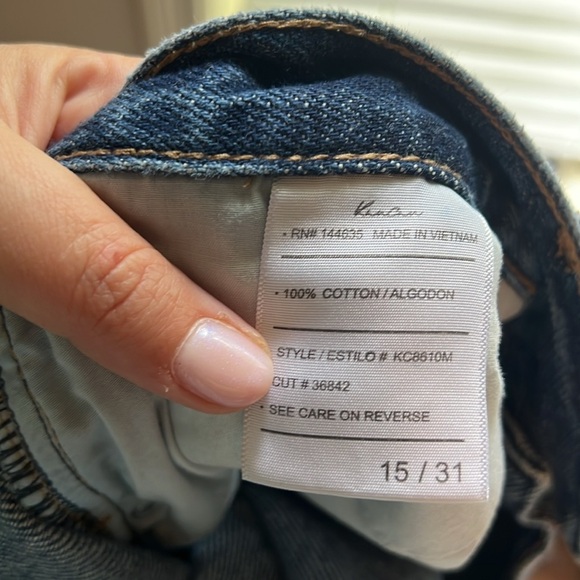 KanCan
• RN# 144635 MADE IN VIETNAM
• 100% COTTON / ALGODON
STYLE / ESTILO # KC8610M
CUT # 36842
• SEE CARE ON REVERSE
15 / 31